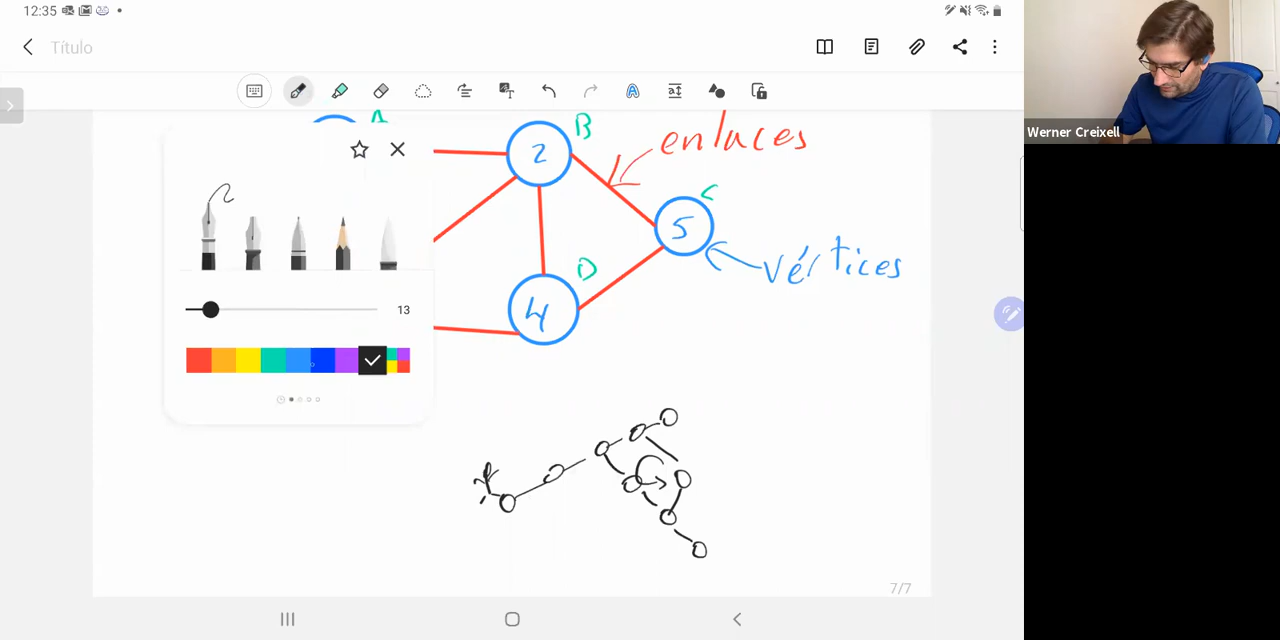 12:35
Título
Werner Creixell
A
B
2
enlaces
C
5
vértices
D
4
13
7/7